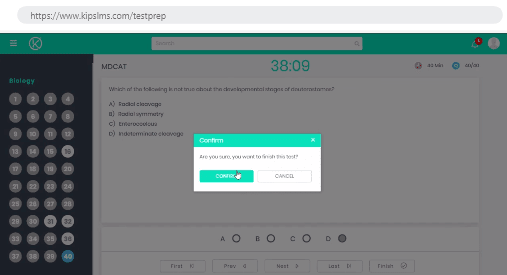 https://www.kipslms.com/testprep
Search
MDCAT
38:09
40 Min
40/40
Biology
Which of the following is not true about the developmental stages of deuterostomes?
A) Radial cleavage
B) Radial symmetry
C) Enterocoelous
D) Indeterminate cleavage
1 2 3 4
5 6 7 8
9 10 11 12
13 14 15 16
17 18 19 20
21 22 23 24
25 26 27 28
29 30 31 32
33 34 35 36
37 38 39 40
Confirm ×
Are you sure, you want to finish this test?
CONFIRM CANCEL
A B C D
First Prev Next Last Finish